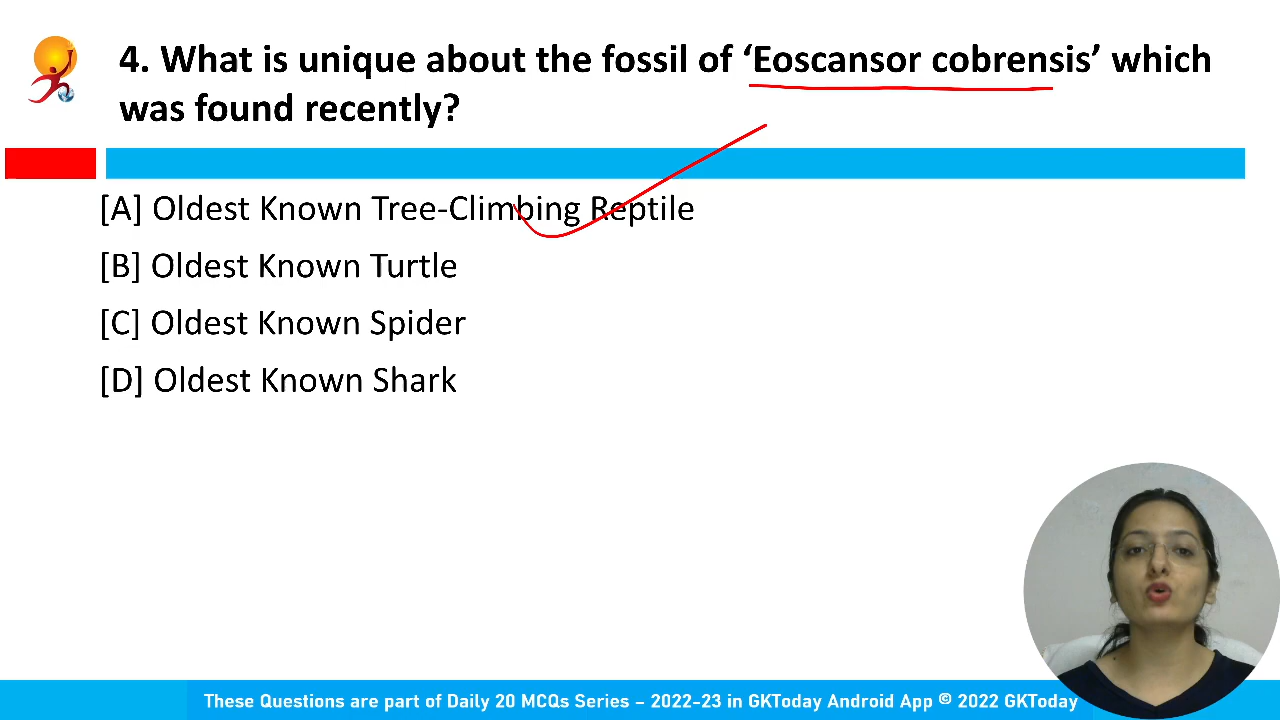 4. What is unique about the fossil of ‘Eoscansor cobrensis’ which
was found recently?
[A] Oldest Known Tree-Climbing Reptile
[B] Oldest Known Turtle
[C] Oldest Known Spider
[D] Oldest Known Shark
These Questions are part of Daily 20 MCQs Series – 2022-23 in GKToday Android App © 2022 GKToday